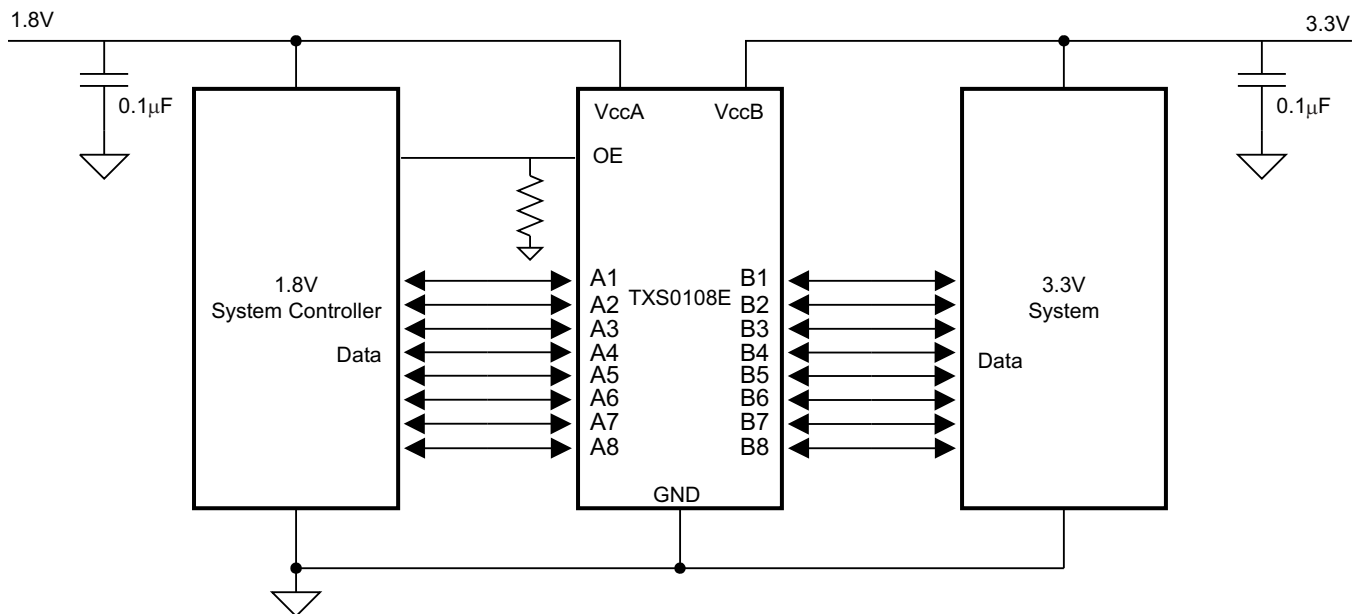 1.8V
3.3V
0.1μF
0.1μF
VccA
VccB
OE
1.8V
System Controller
Data
A1
A2
A3
A4
A5
A6
A7
A8
TXS0108E
B1
B2
B3
B4
B5
B6
B7
B8
GND
3.3V
System
Data